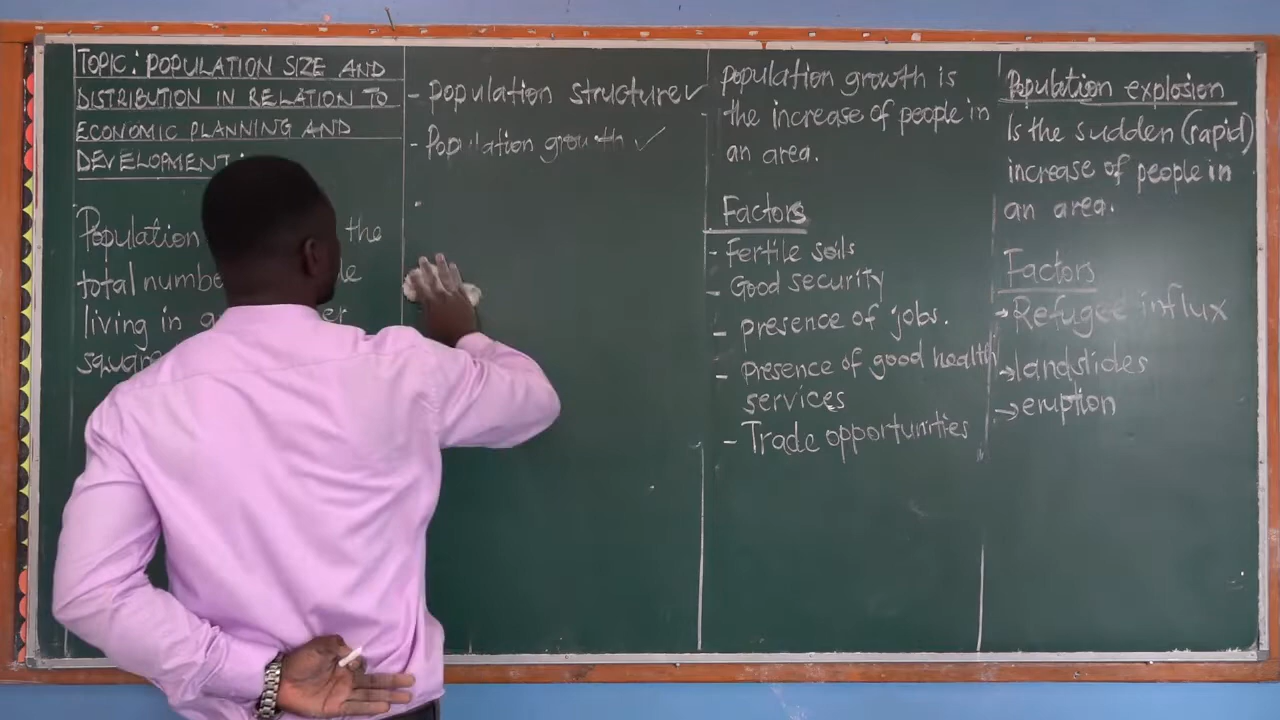 TOPIC: POPULATION SIZE AND
DISTRIBUTION IN RELATION TO
ECONOMIC PLANNING AND
DEVELOPMENT:
Population the
total
living in
- Population structure ✓
- Population growth ✓
population growth is
the increase of people in
an area.
Factors
- Fertile soils
- Good security
- presence of jobs.
- Presence of good health
services
- Trade opportunities
Population explosion
Is the sudden (rapid)
increase of people in
an area.
Factors
→ Refugee influx
→ landslides
→ eruption